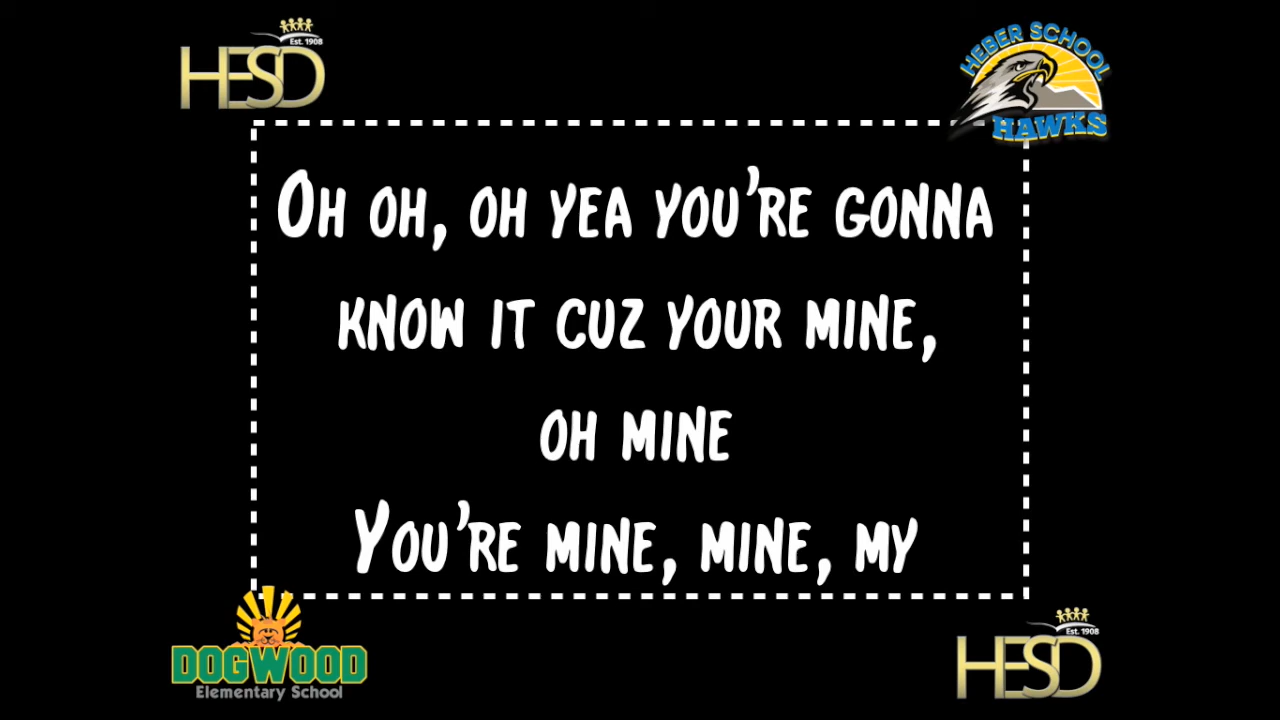 Est. 1908
HESD
HEBER SCHOOL
HAWKS
Oh oh, oh yea you're gonna
know it cuz your mine,
oh mine
You're mine, mine, my
DOGWOOD
Elementary School
Est. 1908
HESD